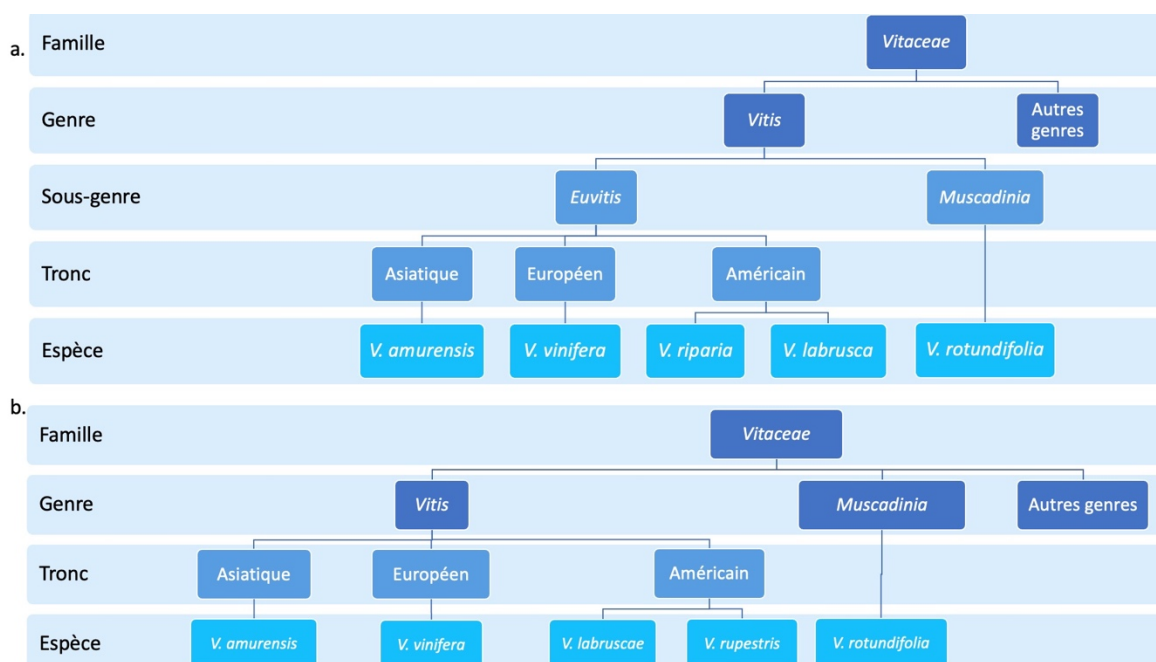 a.
Famille
Vitaceae
Genre
Vitis
Autres
genres
Sous-genre
Euvitis
Muscadinia
Tronc
Asiatique
Européen
Américain
Espèce
V. amurensis
V. vinifera
V. riparia
V. labrusca
V. rotundifolia
b.
Famille
Vitaceae
Genre
Vitis
Muscadinia
Autres genres
Tronc
Asiatique
Européen
Américain
Espèce
V. amurensis
V. vinifera
V. labruscae
V. rupestris
V. rotundifolia